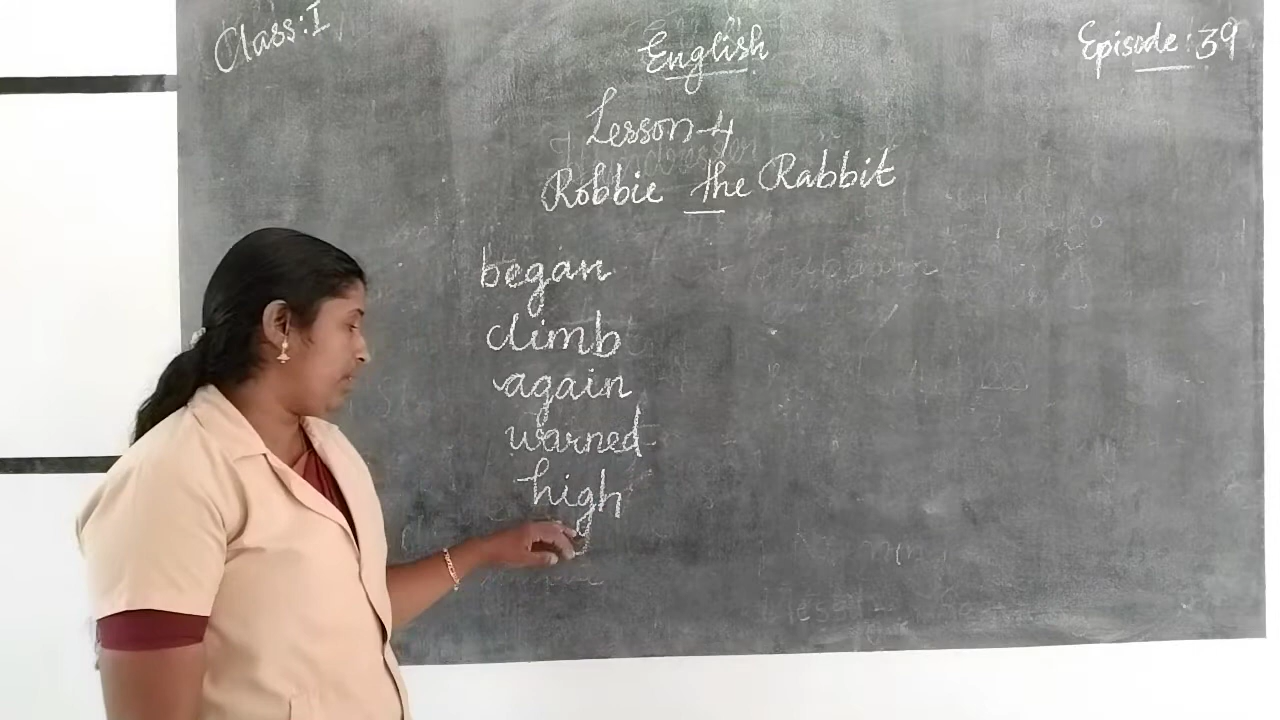 Class: I
English
Episode: 39
Lesson-4
Robbie the Rabbit
began
climb
again
warned
high